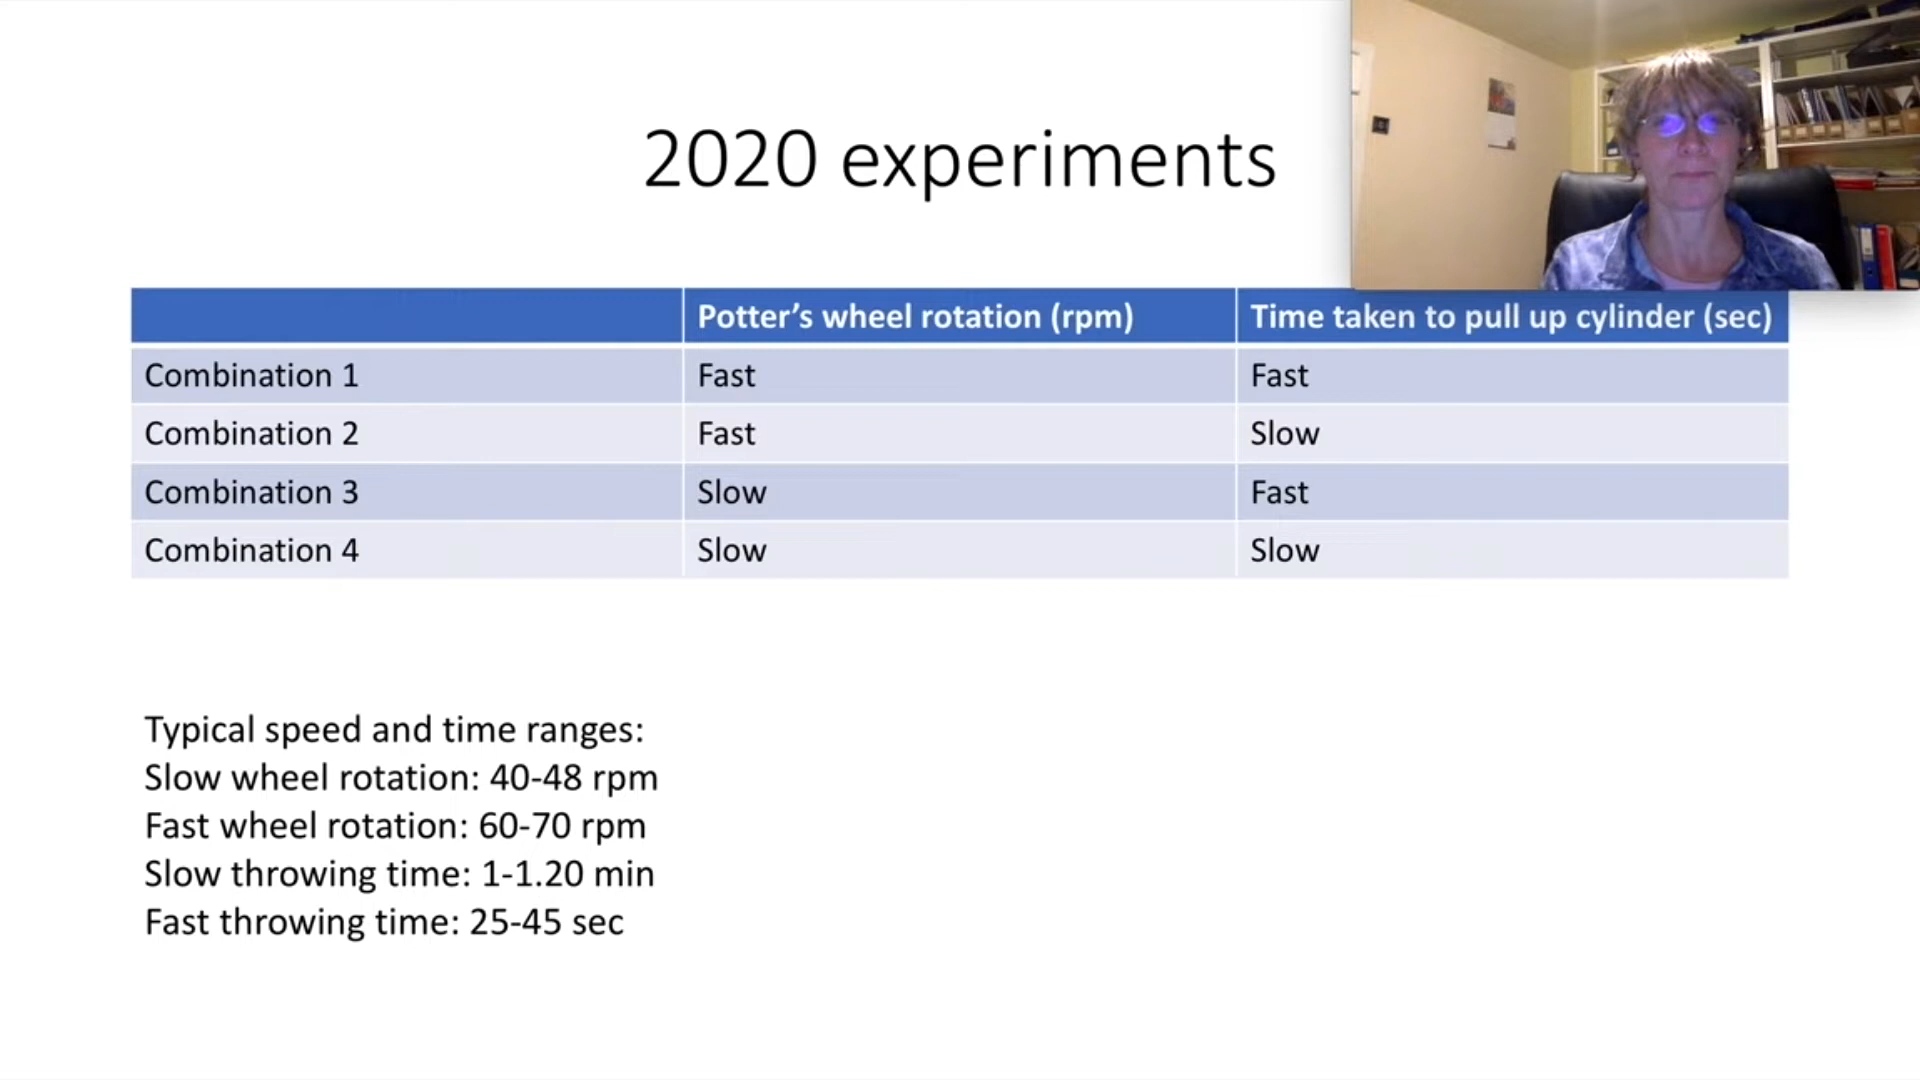 2020 experiments
Potter’s wheel rotation (rpm) Time taken to pull up cylinder (sec)
Combination 1 Fast Fast
Combination 2 Fast Slow
Combination 3 Slow Fast
Combination 4 Slow Slow
Typical speed and time ranges:
Slow wheel rotation: 40-48 rpm
Fast wheel rotation: 60-70 rpm
Slow throwing time: 1-1.20 min
Fast throwing time: 25-45 sec